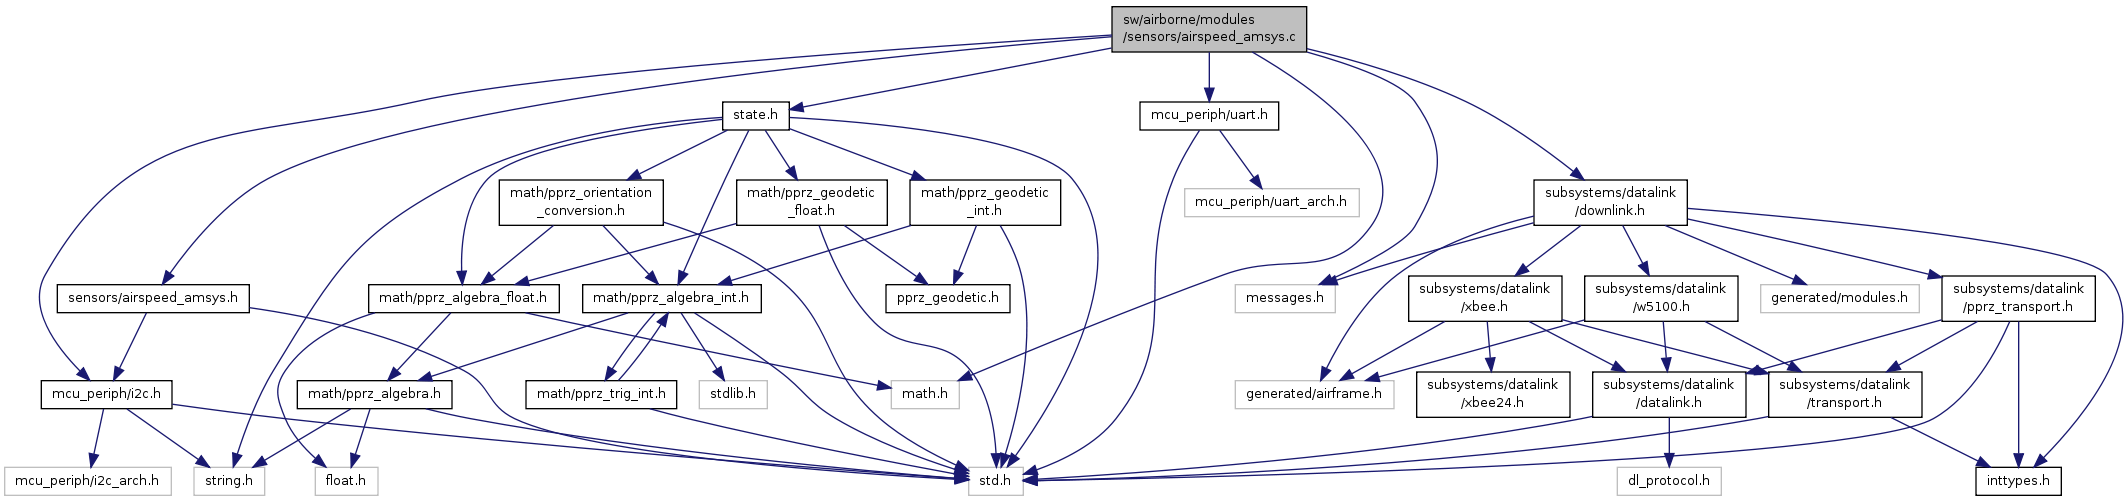 sw/airborne/modules
/sensors/airspeed_amsys.c
state.h
mcu_periph/uart.h
math/pprz_orientation
_conversion.h
math/pprz_geodetic
_float.h
math/pprz_geodetic
_int.h
mcu_periph/uart_arch.h
subsystems/datalink
/downlink.h
sensors/airspeed_amsys.h
math/pprz_algebra_float.h
math/pprz_algebra_int.h
pprz_geodetic.h
messages.h
subsystems/datalink
/xbee.h
subsystems/datalink
/w5100.h
generated/modules.h
subsystems/datalink
/pprz_transport.h
mcu_periph/i2c.h
math/pprz_algebra.h
math/pprz_trig_int.h
stdlib.h
math.h
generated/airframe.h
subsystems/datalink
/xbee24.h
subsystems/datalink
/datalink.h
subsystems/datalink
/transport.h
mcu_periph/i2c_arch.h
string.h
float.h
std.h
dl_protocol.h
inttypes.h